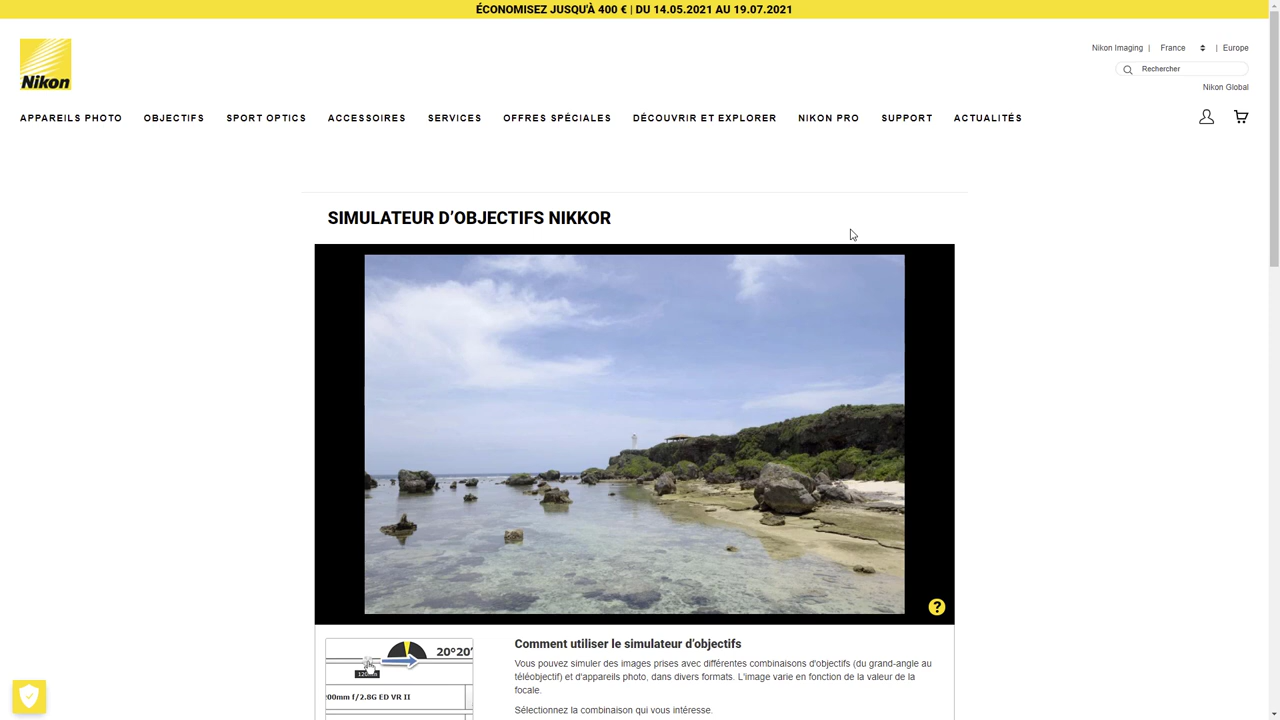 ÉCONOMISEZ JUSQU'À 400 € | DU 14.05.2021 AU 19.07.2021
Nikon
Nikon Imaging | France | Europe
Rechercher
Nikon Global
APPAREILS PHOTO OBJECTIFS SPORT OPTICS ACCESSOIRES SERVICES OFFRES SPÉCIALES DÉCOUVRIR ET EXPLORER NIKON PRO SUPPORT ACTUALITÉS
SIMULATEUR D’OBJECTIFS NIKKOR
?
20°20'
120mm
00mm f/2.8G ED VR II
Comment utiliser le simulateur d’objectifs
Vous pouvez simuler des images prises avec différentes combinaisons d'objectifs (du grand-angle au
téléobjectif) et d'appareils photo, dans divers formats. L'image varie en fonction de la valeur de la
focale.
Sélectionnez la combinaison qui vous intéresse.